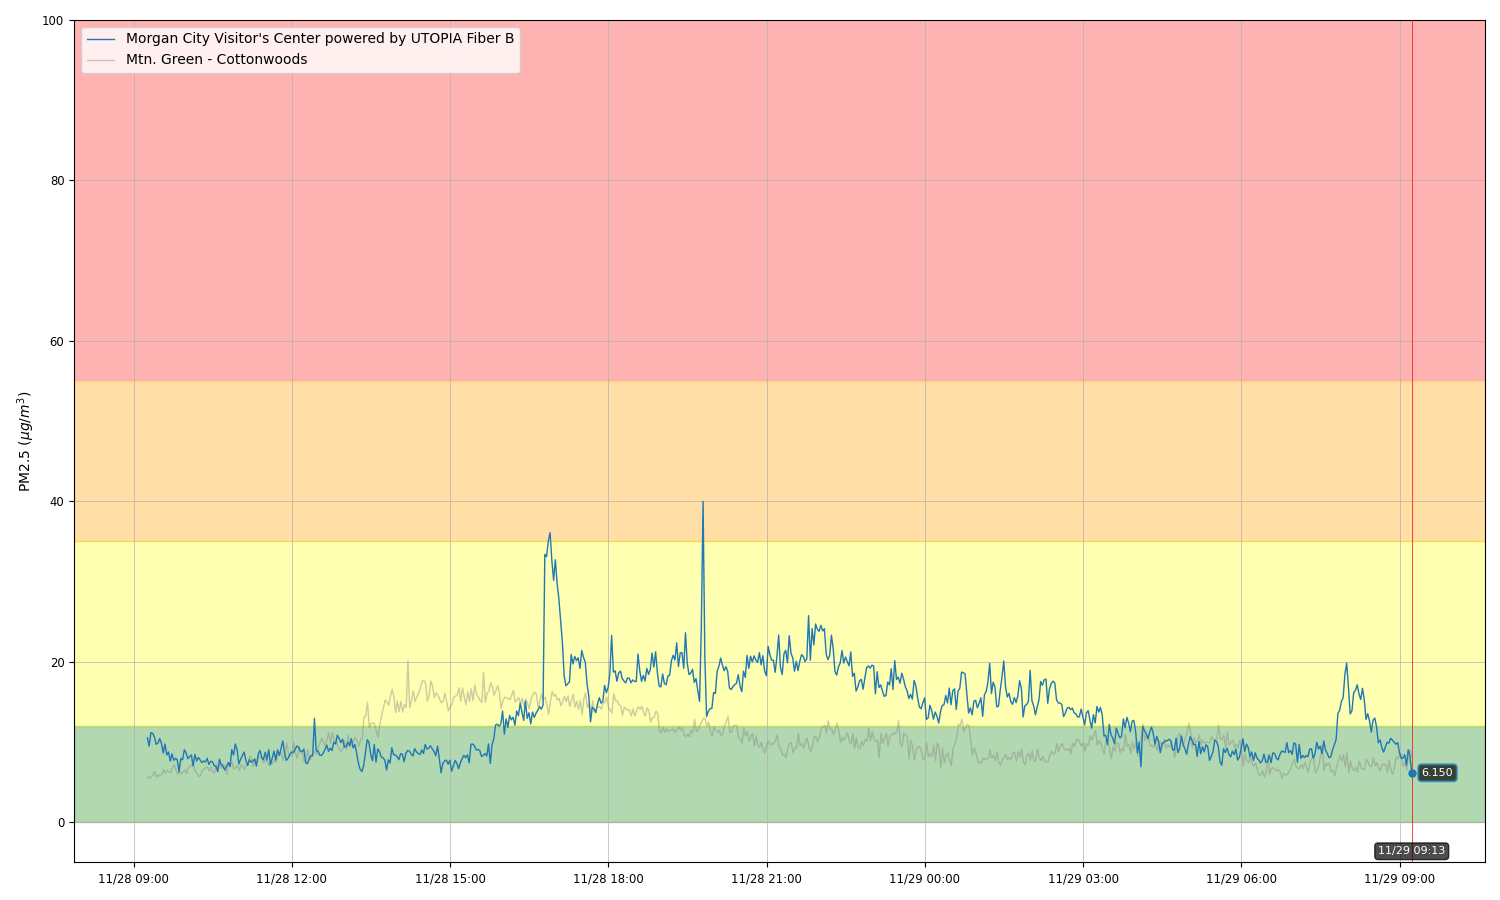 100
Morgan City Visitor's Center powered by UTOPIA Fiber B
Mtn. Green - Cottonwoods
80
60
PM2.5 (μg/m³)
40
20
6.150
0
11/29 09:13
11/28 09:00 11/28 12:00 11/28 15:00 11/28 18:00 11/28 21:00 11/29 00:00 11/29 03:00 11/29 06:00 11/29 09:00